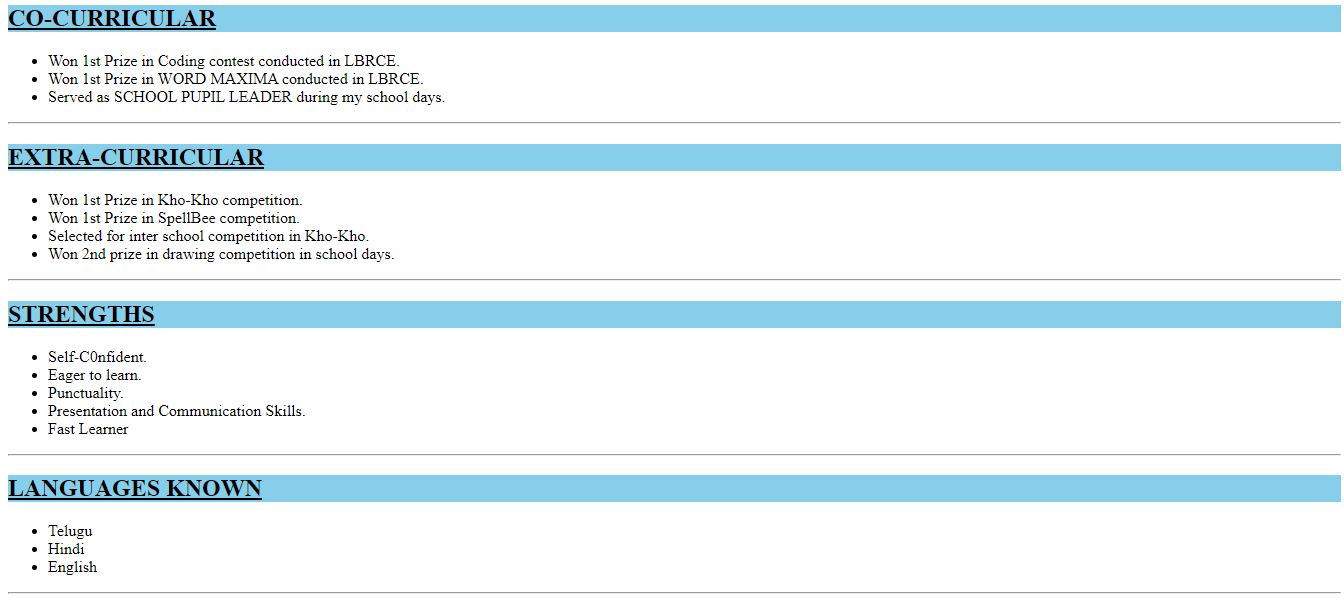 CO-CURRICULAR
Won 1st Prize in Coding contest conducted in LBRCE.
Won 1st Prize in WORD MAXIMA conducted in LBRCE.
Served as SCHOOL PUPIL LEADER during my school days.
EXTRA-CURRICULAR
Won 1st Prize in Kho-Kho competition.
Won 1st Prize in SpellBee competition.
Selected for inter school competition in Kho-Kho.
Won 2nd prize in drawing competition in school days.
STRENGTHS
Self-C0nfident.
Eager to learn.
Punctuality.
Presentation and Communication Skills.
Fast Learner
LANGUAGES KNOWN
Telugu
Hindi
English